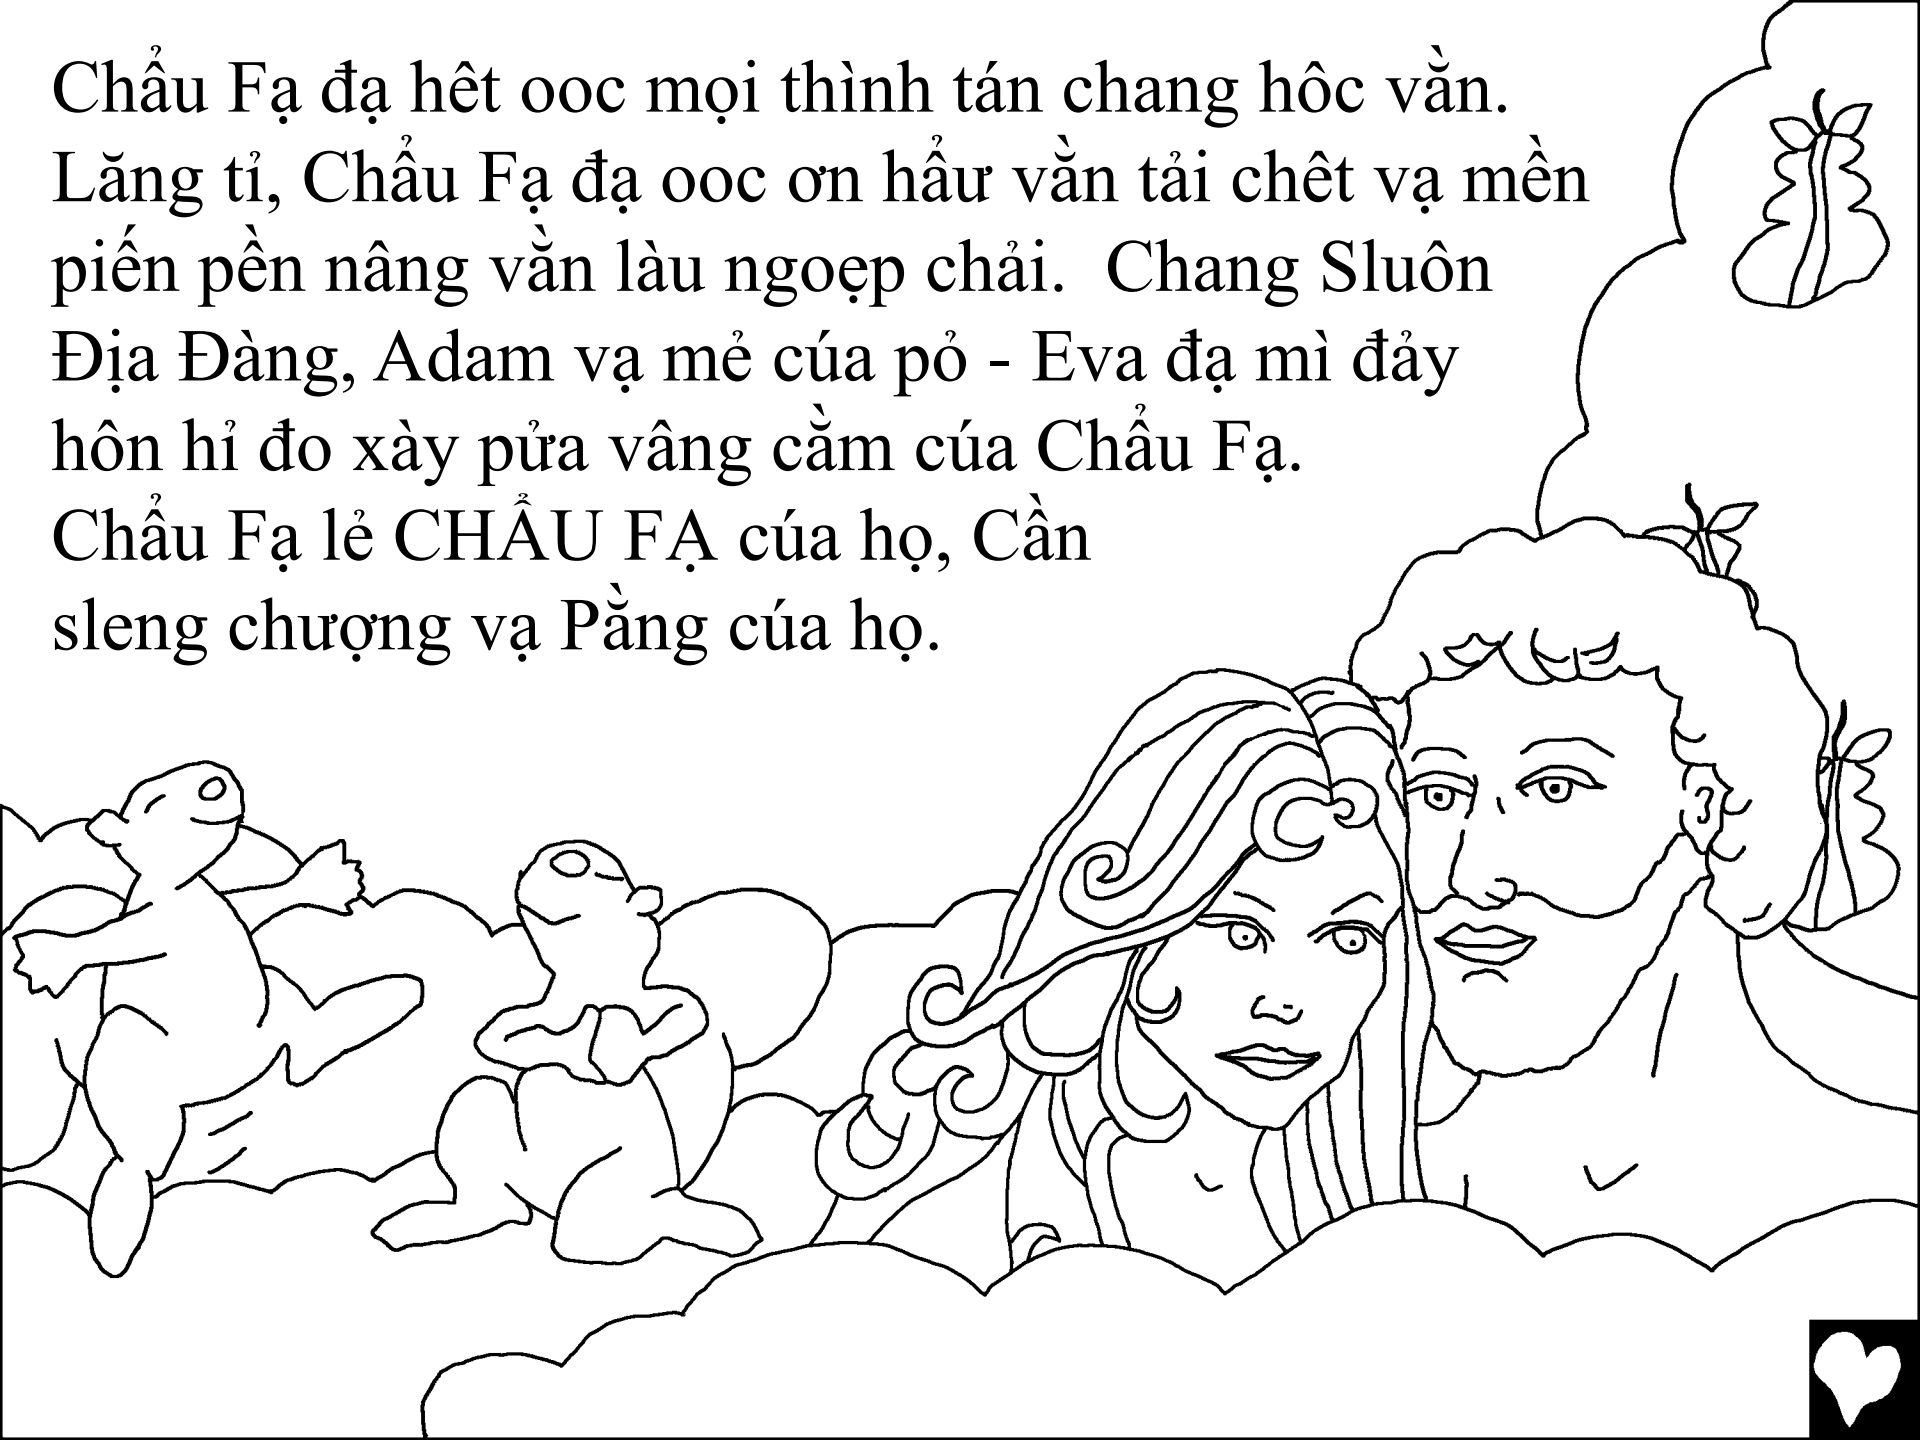 Chẩu Fạ đạ hêt ooc mọi thình tán chang hôc vằn.
Lăng tỉ, Chẩu Fạ đạ ooc ơn hẩư vằn tải chêt vạ mền
piến pền nâng vằn làu ngoẹp chải.  Chang Sluôn
Địa Đàng, Adam vạ mẻ cúa pỏ - Eva đạ mì đảy
hôn hỉ đo xày pửa vâng cằm cúa Chẩu Fạ.
Chẩu Fạ lẻ CHẨU FẠ cúa họ, Cần
sleng chượng vạ Pằng cúa họ.